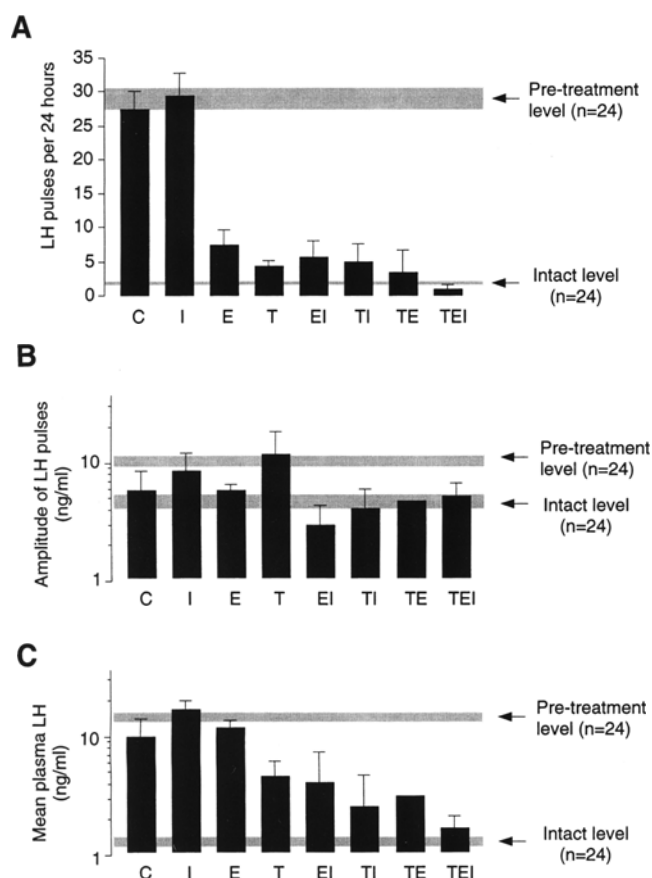 A
LH pulses per 24 hours
35
30
25
20
15
10
5
0
C I E T EI TI TE TEI
Pre-treatment
level (n=24)
Intact level
(n=24)
B
Amplitude of LH pulses
(ng/ml)
10
1
C I E T EI TI TE TEI
Pre-treatment
level (n=24)
Intact level
(n=24)
C
Mean plasma LH
(ng/ml)
10
1
C I E T EI TI TE TEI
Pre-treatment
level (n=24)
Intact level
(n=24)